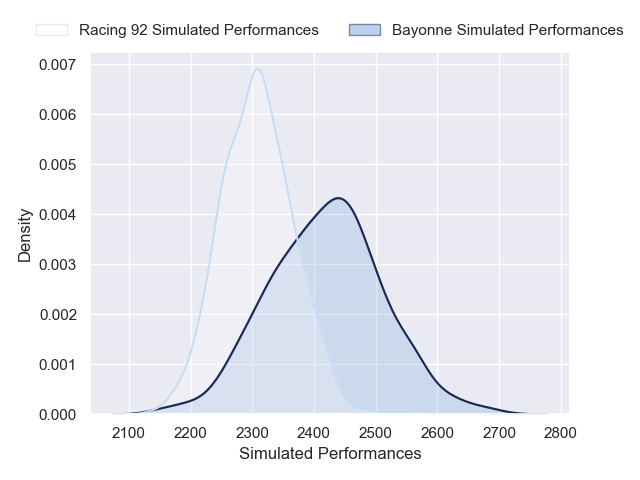 Racing 92 Simulated Performances
Bayonne Simulated Performances
0.007
0.006
0.005
0.004
0.003
0.002
0.001
0.000
Density
2100 2200 2300 2400 2500 2600 2700 2800
Simulated Performances